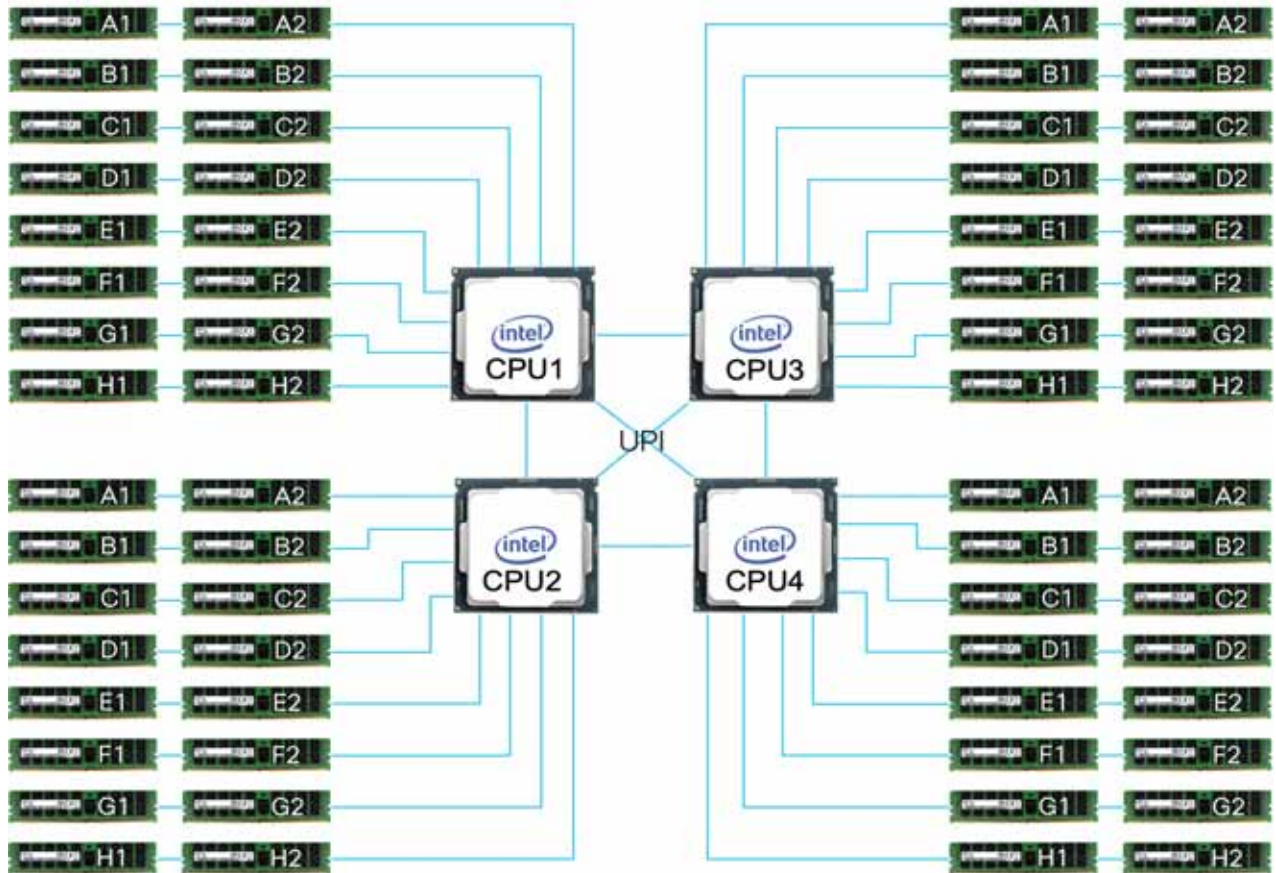 A1 A2 A1 A2
B1 B2 B1 B2
C1 C2 C1 C2
D1 D2 D1 D2
E1 E2 E1 E2
F1 F2 F1 F2
G1 G2 G1 G2
H1 H2 H1 H2
intel intel
CPU1 CPU3
UPI
A1 A2 A1 A2
B1 B2 B1 B2
C1 C2 C1 C2
D1 D2 D1 D2
E1 E2 E1 E2
F1 F2 F1 F2
G1 G2 G1 G2
H1 H2 H1 H2
intel intel
CPU2 CPU4